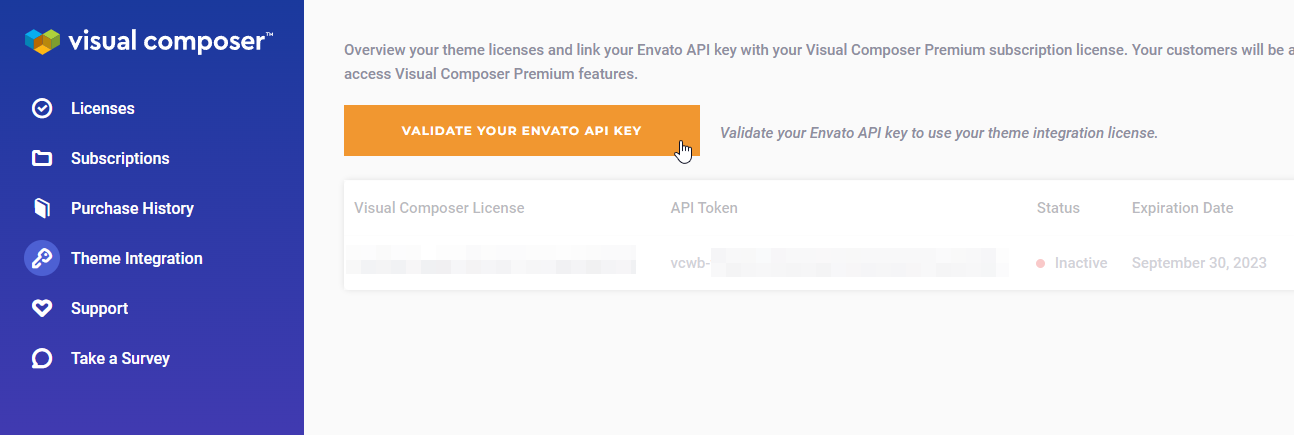 visual composer™
Licenses
Subscriptions
Purchase History
Theme Integration
Support
Take a Survey
Overview your theme licenses and link your Envato API key with your Visual Composer Premium subscription license. Your customers will be a
access Visual Composer Premium features.
VALIDATE YOUR ENVATO API KEY
Validate your Envato API key to use your theme integration license.
Visual Composer License API Token Status Expiration Date
vcwb- Inactive September 30, 2023